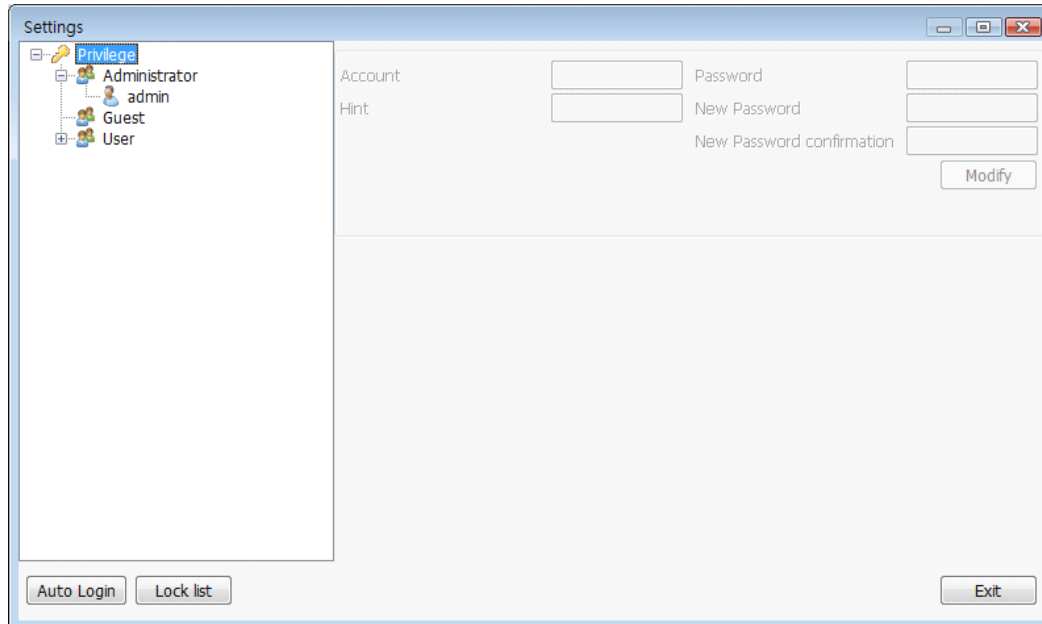 Settings
Privilege
Administrator
admin
Guest
User
Account
Password
Hint
New Password
New Password confirmation
Modify
Auto Login
Lock list
Exit